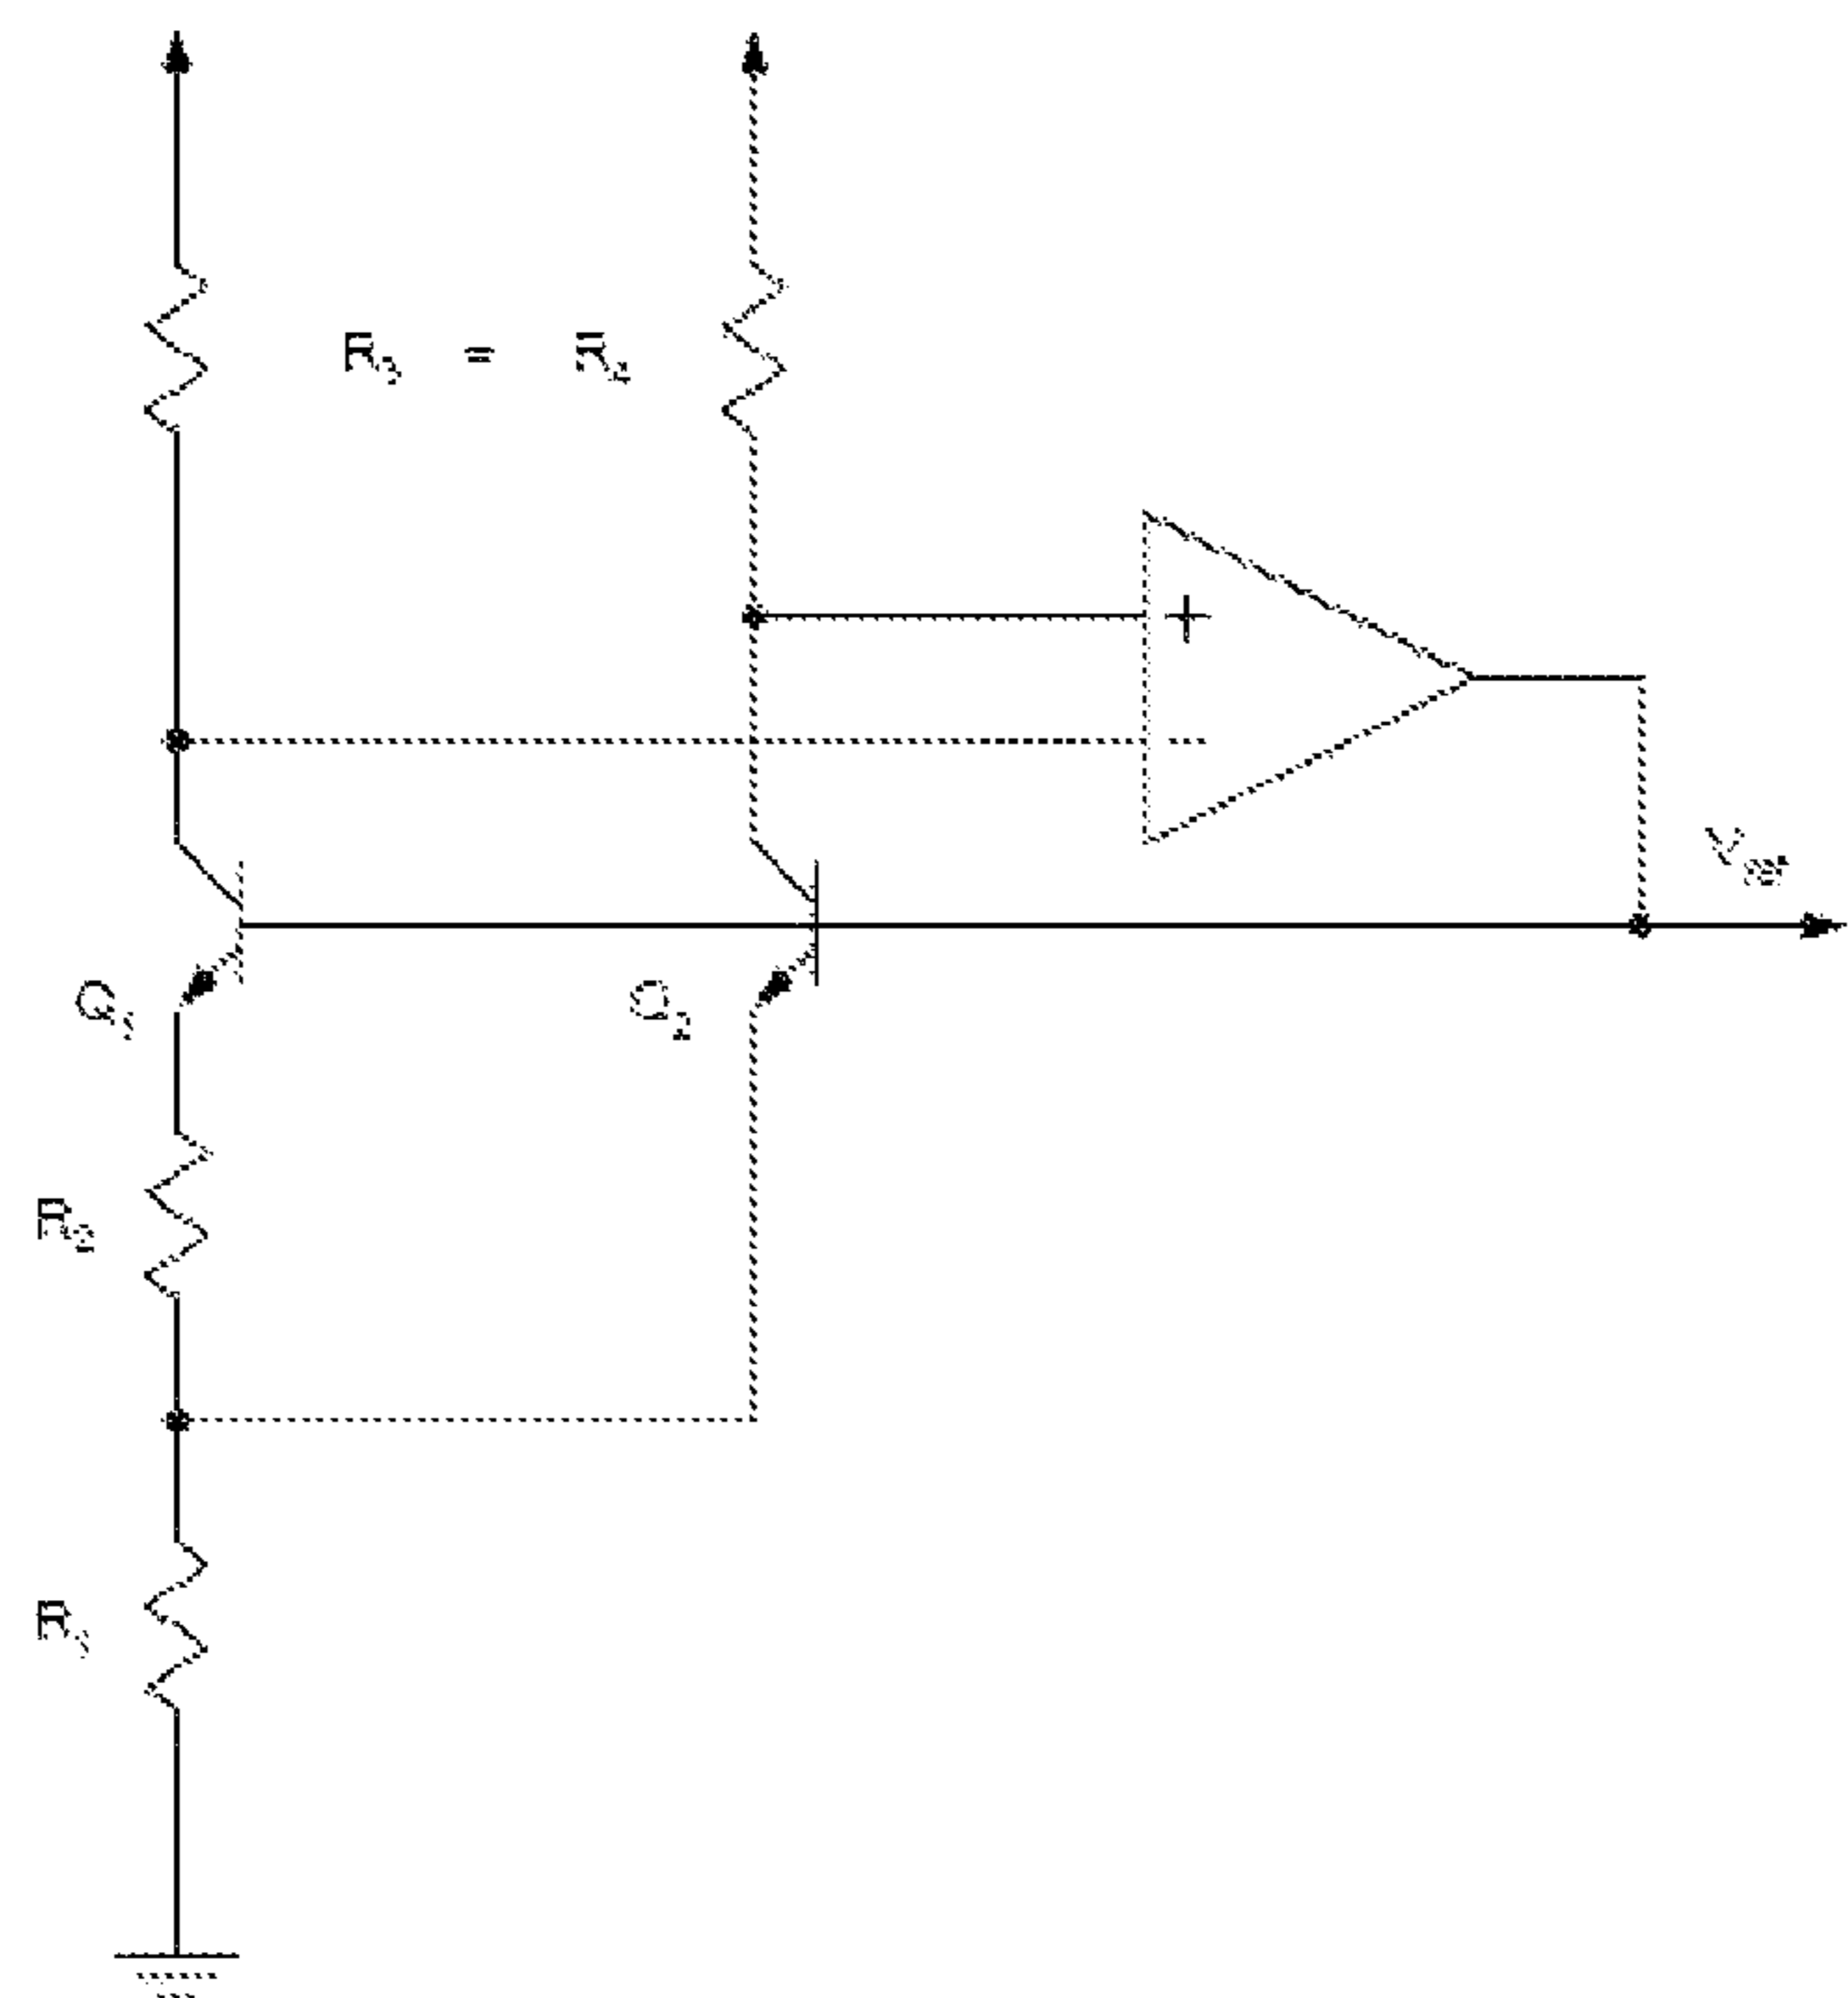 R₃ = R₄
+
-
Q₁
Q₂
R₂
R₁